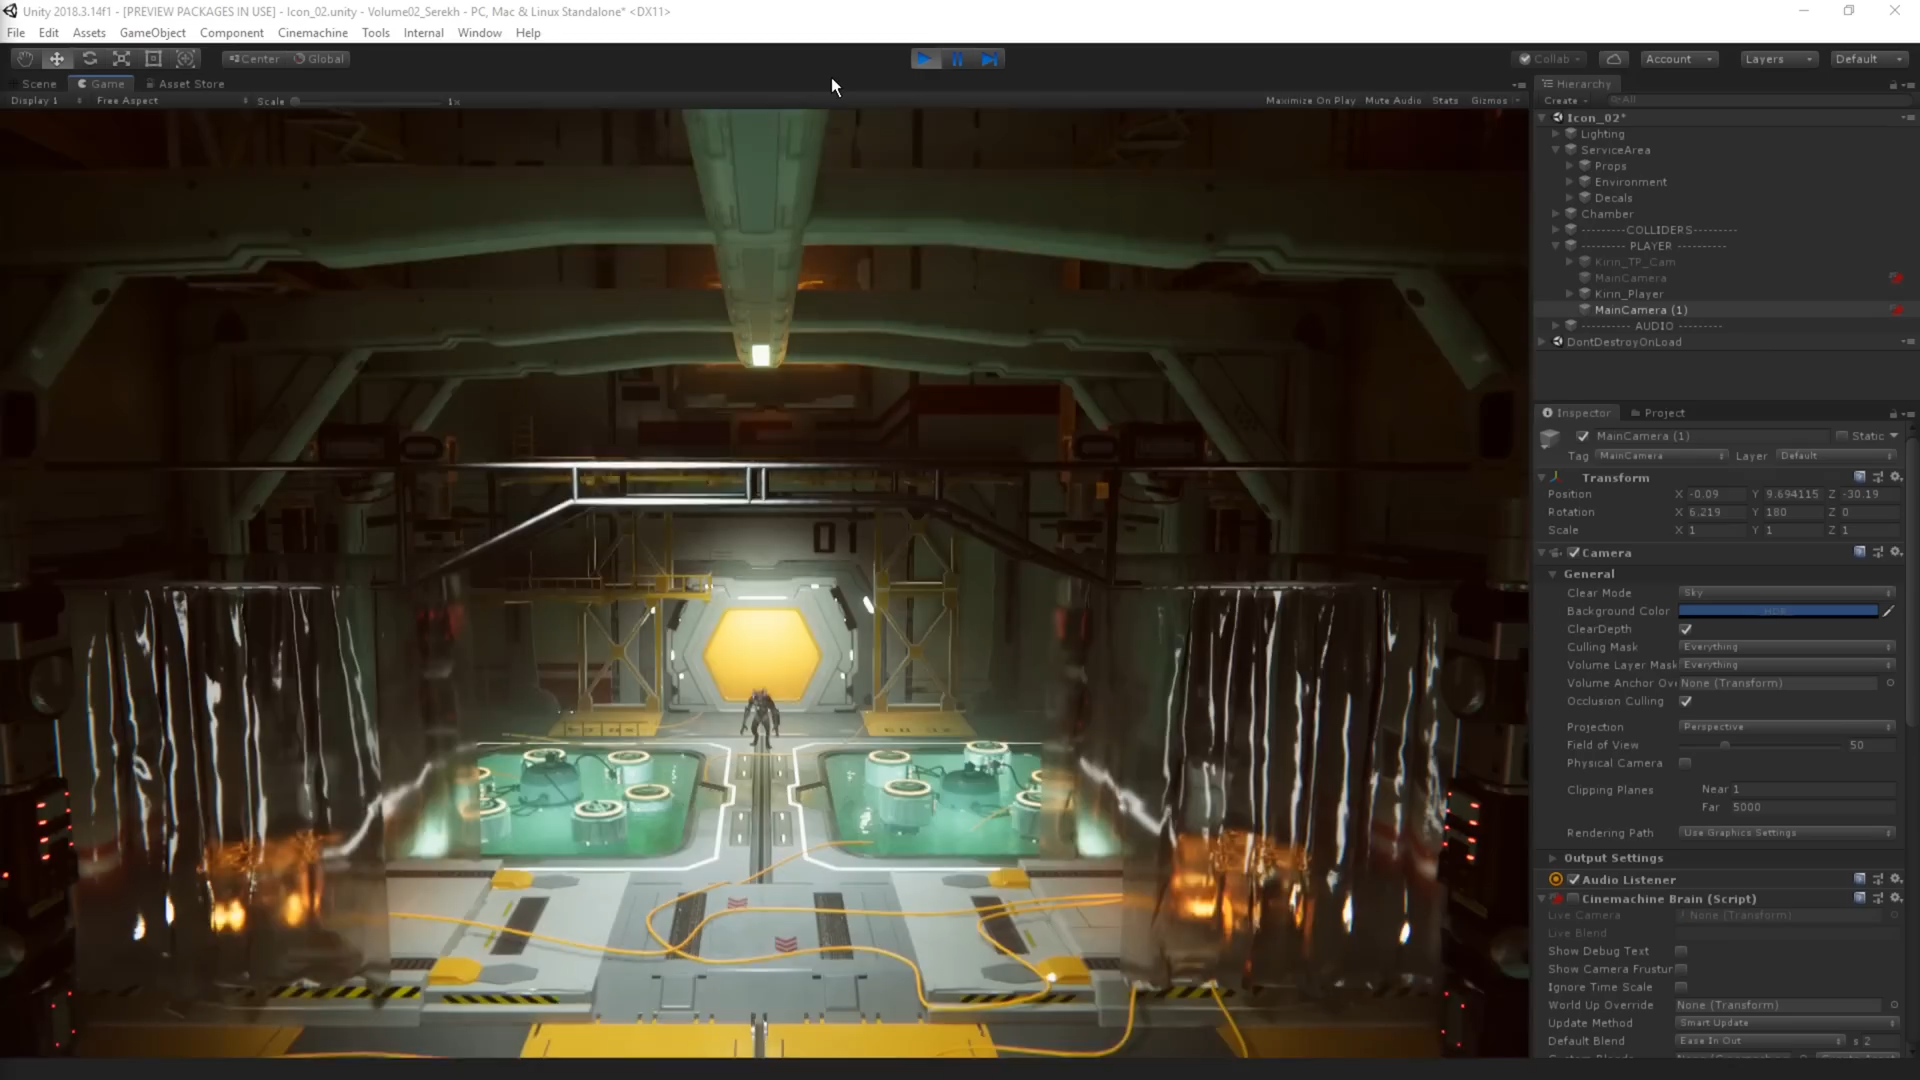 Unity 2018.3.14f1 - [PREVIEW PACKAGES IN USE] - Icon_02.unity - Volume02_Serekh - PC, Mac & Linux Standalone* <DX11>
File Edit Assets GameObject Component Cinemachine Tools Internal Window Help
Center Global Collab Account Layers Default
Scene Game Asset Store
Display 1 Free Aspect Scale 1x Maximize On Play Mute Audio Stats Gizmos
Hierarchy
Create All
Icon_02*
Lighting
ServiceArea
Props
Environment
Decals
Chamber
---------COLLIDERS---------
--------- PLAYER ----------
Kirin_TP_Cam
MainCamera
Kirin_Player
MainCamera (1)
---------- AUDIO --------
DontDestroyOnLoad
Inspector Project
MainCamera (1) Static
Tag MainCamera Layer Default
Transform
Position X -0.09 Y 9.694115 Z -30.19
Rotation X 6.219 Y 180 Z 0
Scale X 1 Y 1 Z 1
Camera
General
Clear Mode Sky
Background Color HDR
ClearDepth
Culling Mask Everything
Volume Layer Mask Everything
Volume Anchor Ov None (Transform)
Occlusion Culling
Projection Perspective
Field of View 50
Physical Camera
Clipping Planes Near 1
Far 5000
Rendering Path Use Graphics Settings
Output Settings
Audio Listener
Cinemachine Brain (Script)
Live Camera None (Transform)
Live Blend
Show Debug Text
Show Camera Frustur
Ignore Time Scale
World Up Override None (Transform)
Update Method Smart Update
Default Blend Ease In Out s 2
01